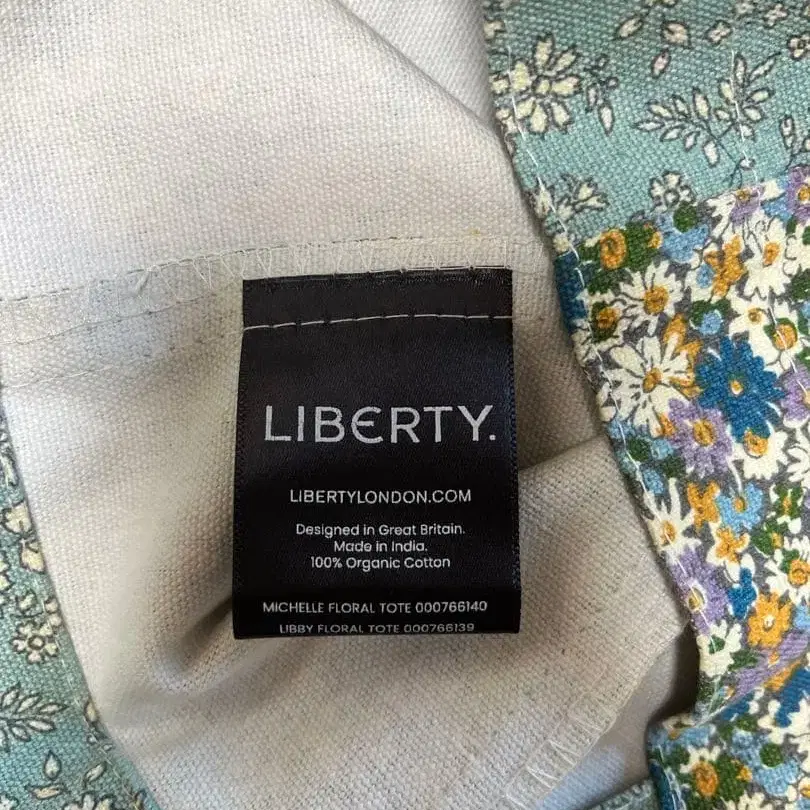 LIBERTY.
LIBERTYLONDON.COM
Designed in Great Britain.
Made in India.
100% Organic Cotton
MICHELLE FLORAL TOTE 000766140
LIBBY FLORAL TOTE 000766139